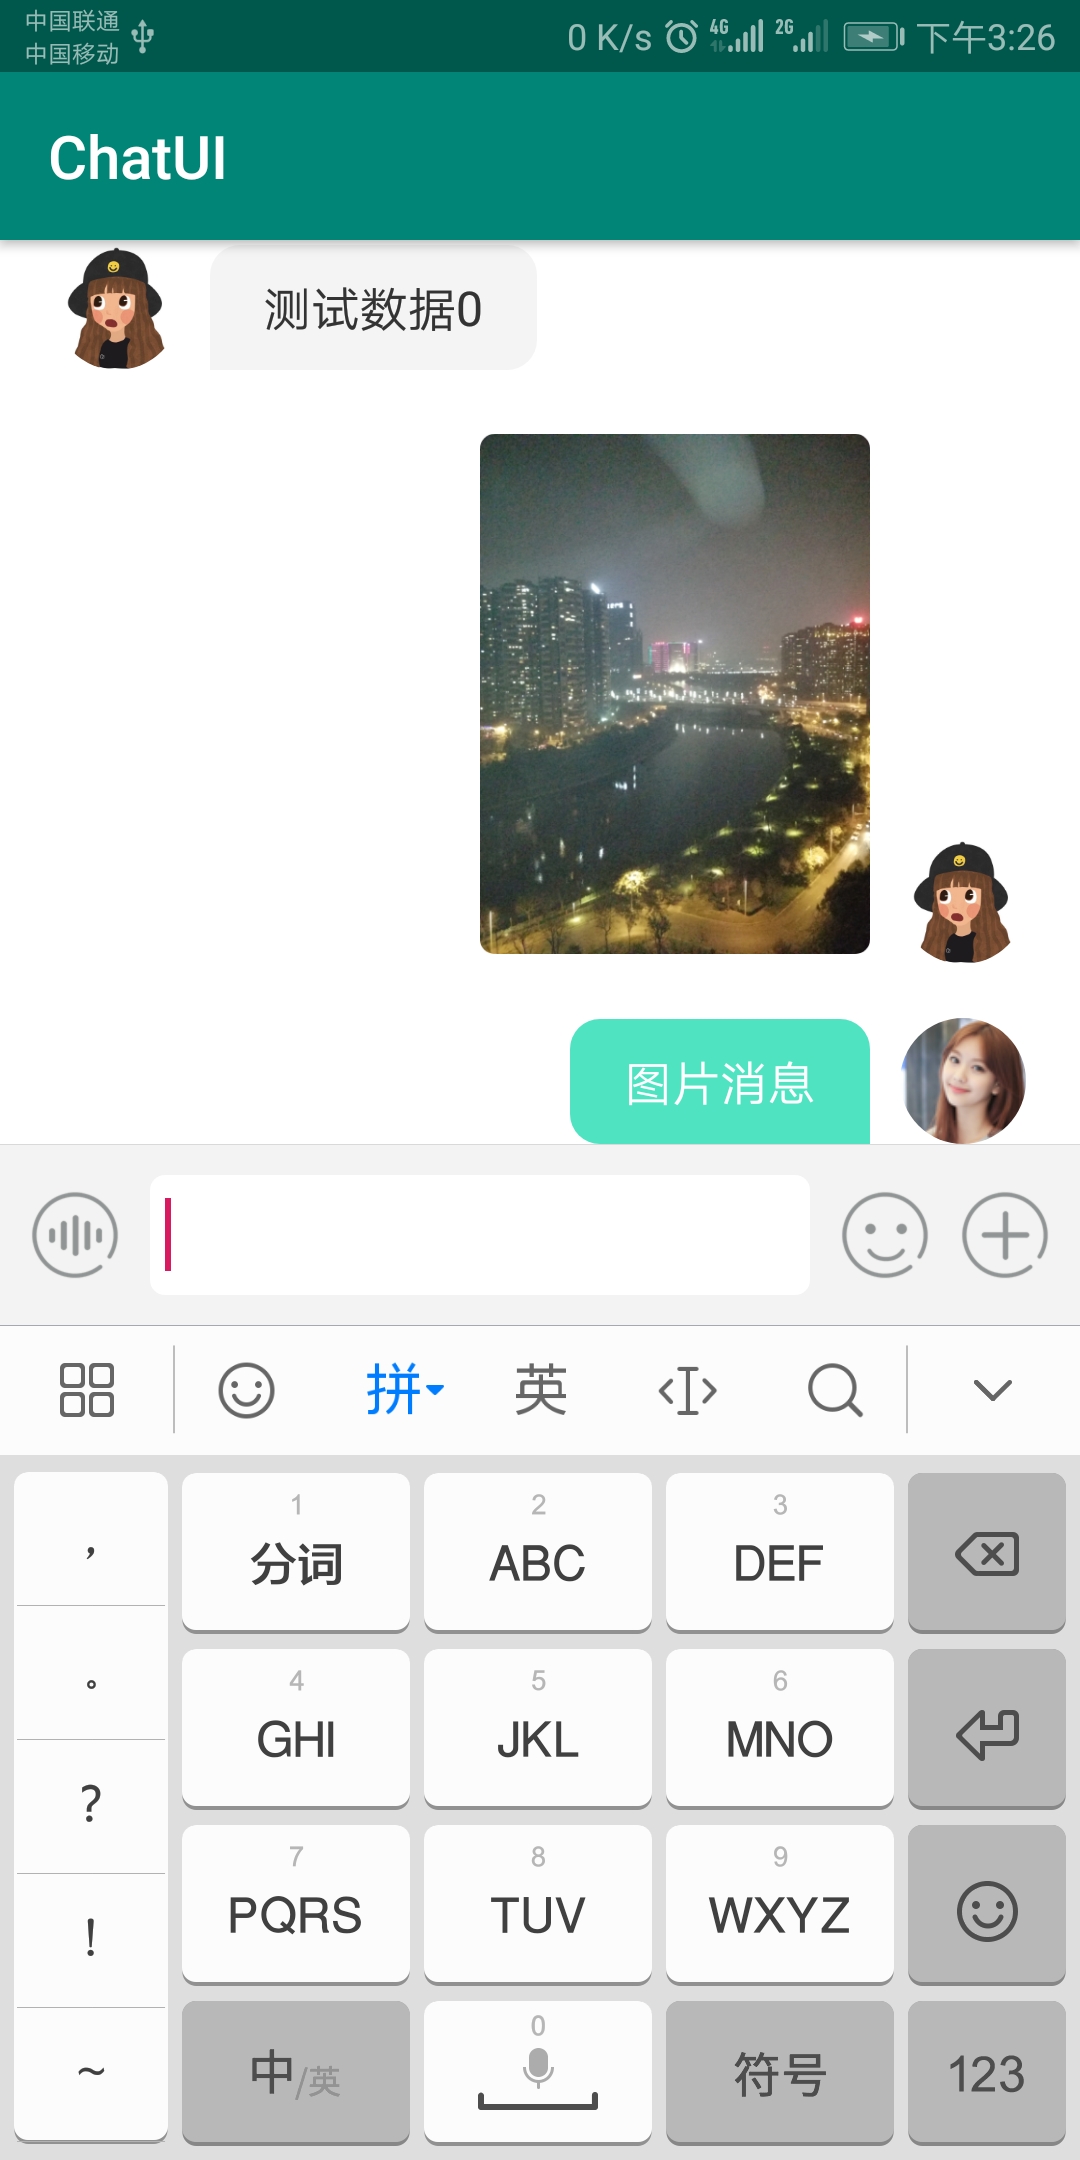 中国联通
中国移动
0 K/s 4G 2G 下午3:26
ChatUI
测试数据0
图片消息
拼 英
, 1 分词 2 ABC 3 DEF
。 4 GHI 5 JKL 6 MNO
? 7 PQRS 8 TUV 9 WXYZ
!
~ 中/英 0 符号 123